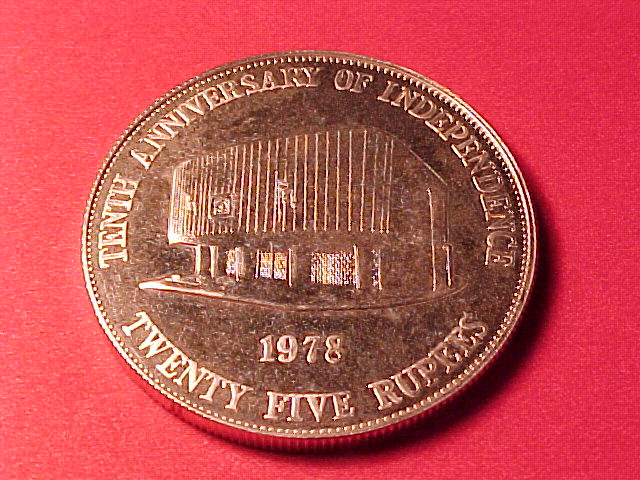 TENTH ANNIVERSARY OF INDEPENDENCE
1978
TWENTY FIVE RUPEES